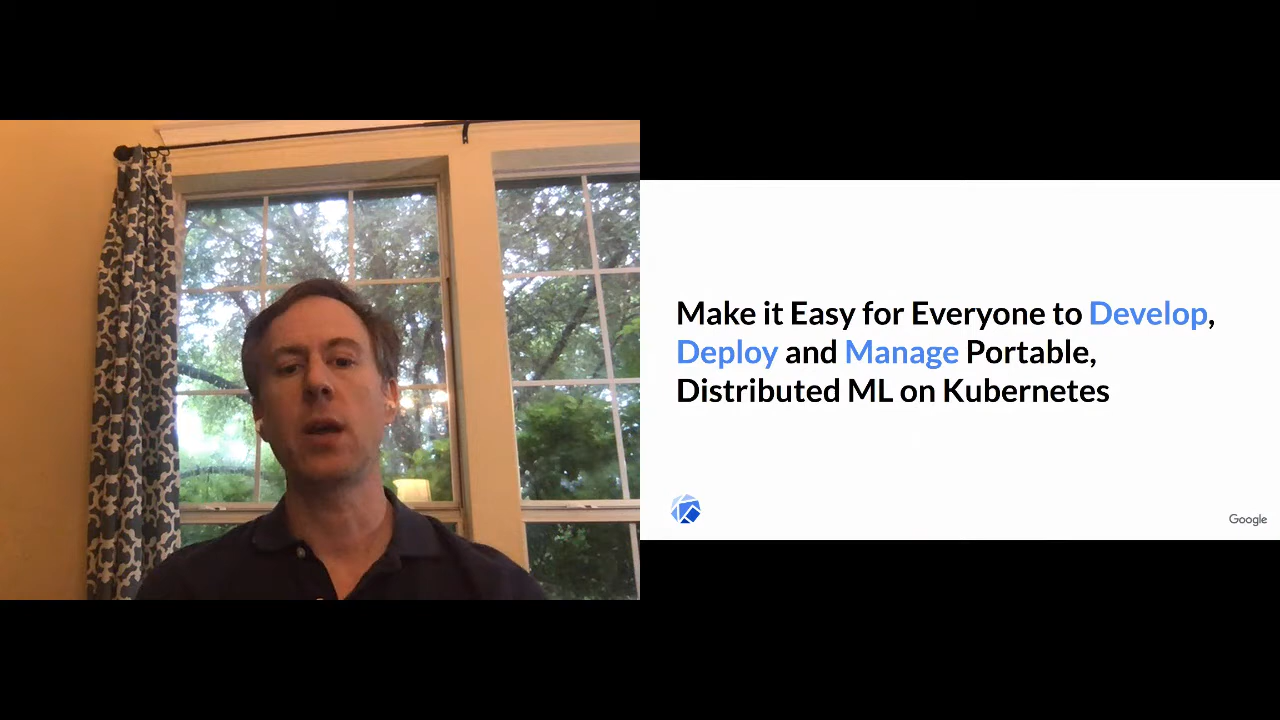 Make it Easy for Everyone to Develop,
Deploy and Manage Portable,
Distributed ML on Kubernetes
Google